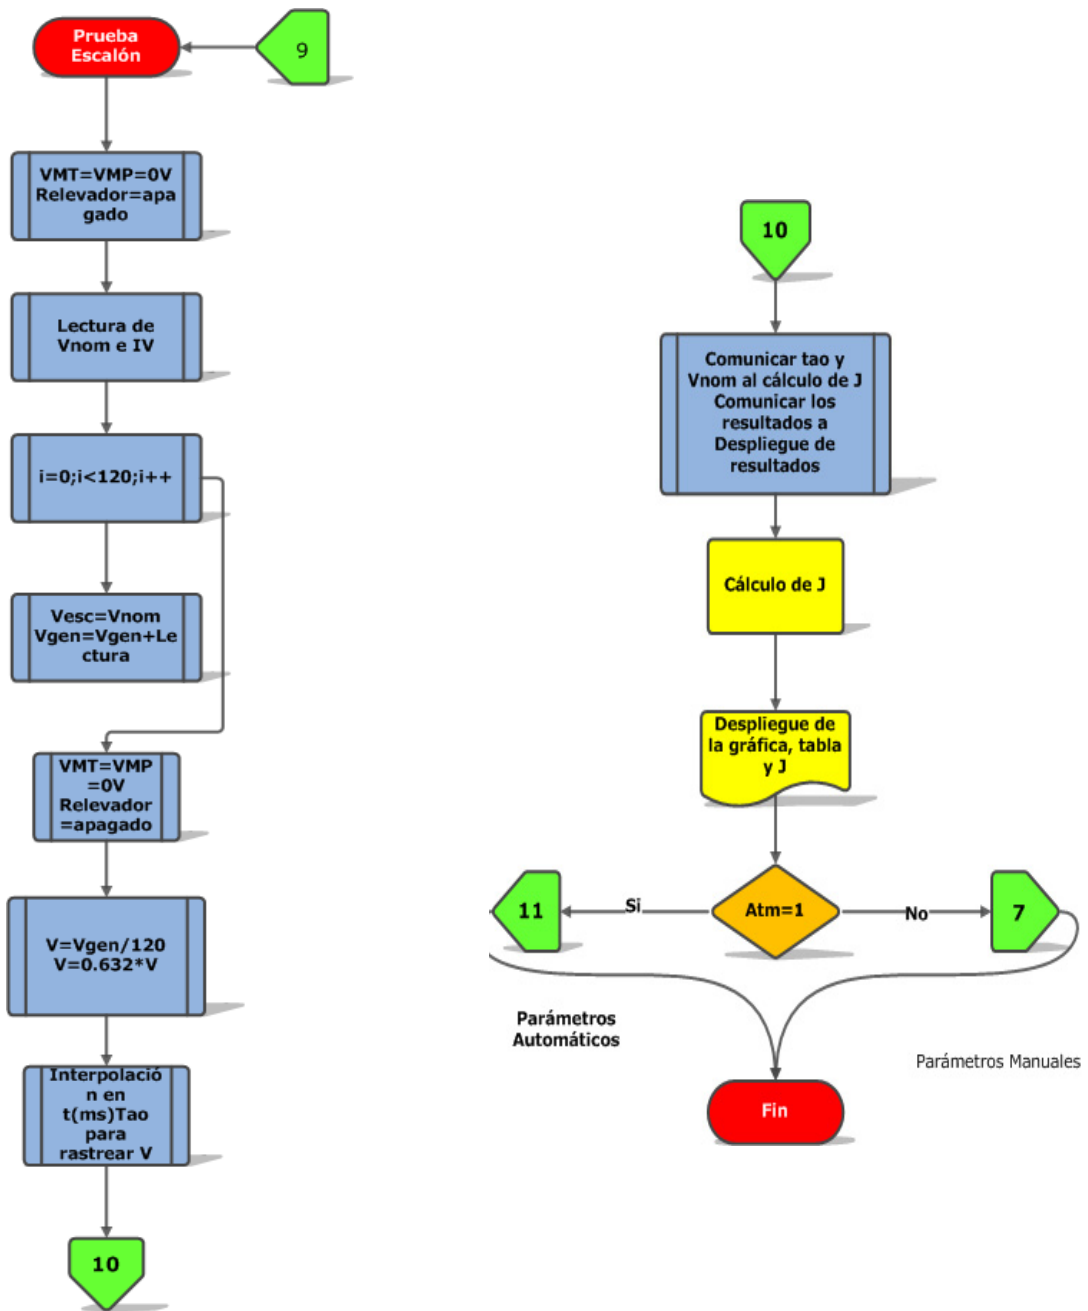 Prueba
Escalón
9
VMT=VMP=0V
Relevador=apa
gado
Lectura de
Vnom e IV
i=0;i<120;i++
Vesc=Vnom
Vgen=Vgen+Le
ctura
VMT=VMP
=0V
Relevador
=apagado
V=Vgen/120
V=0.632*V
Interpolació
n en
t(ms)Tao
para
rastrear V
10
10
Comunicar tao y
Vnom al cálculo de J
Comunicar los
resultados a
Despliegue de
resultados
Cálculo de J
Despliegue de
la gráfica, tabla
y J
11
Si
Atm=1
No
7
Parámetros
Automáticos
Parámetros Manuales
Fin